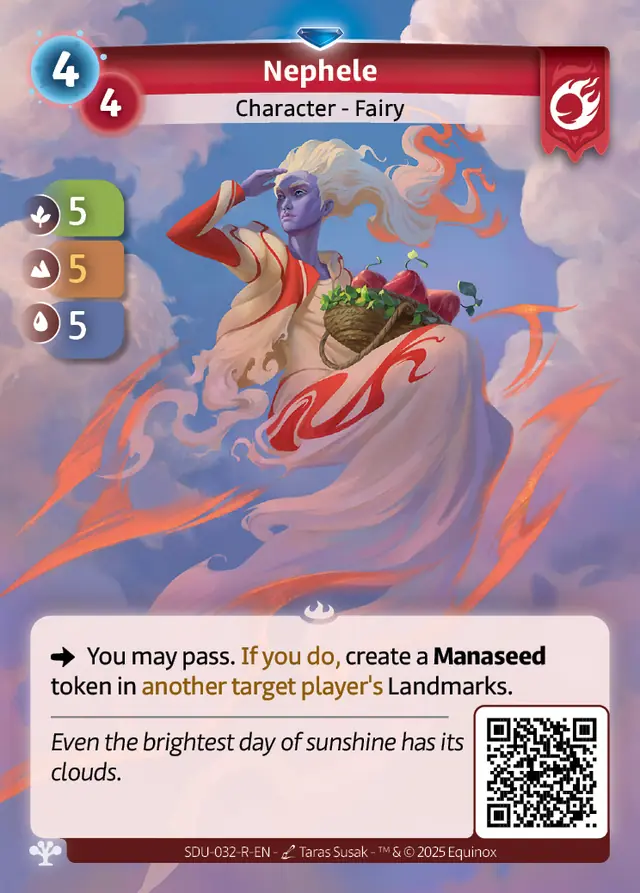 4
Nephele
4
Character - Fairy
5
5
5
You may pass. If you do, create a Manaseed
token in another target player's Landmarks.
Even the brightest day of sunshine has its
clouds.
SDU-032-R-EN - Taras Susak - ™ & © 2025 Equinox